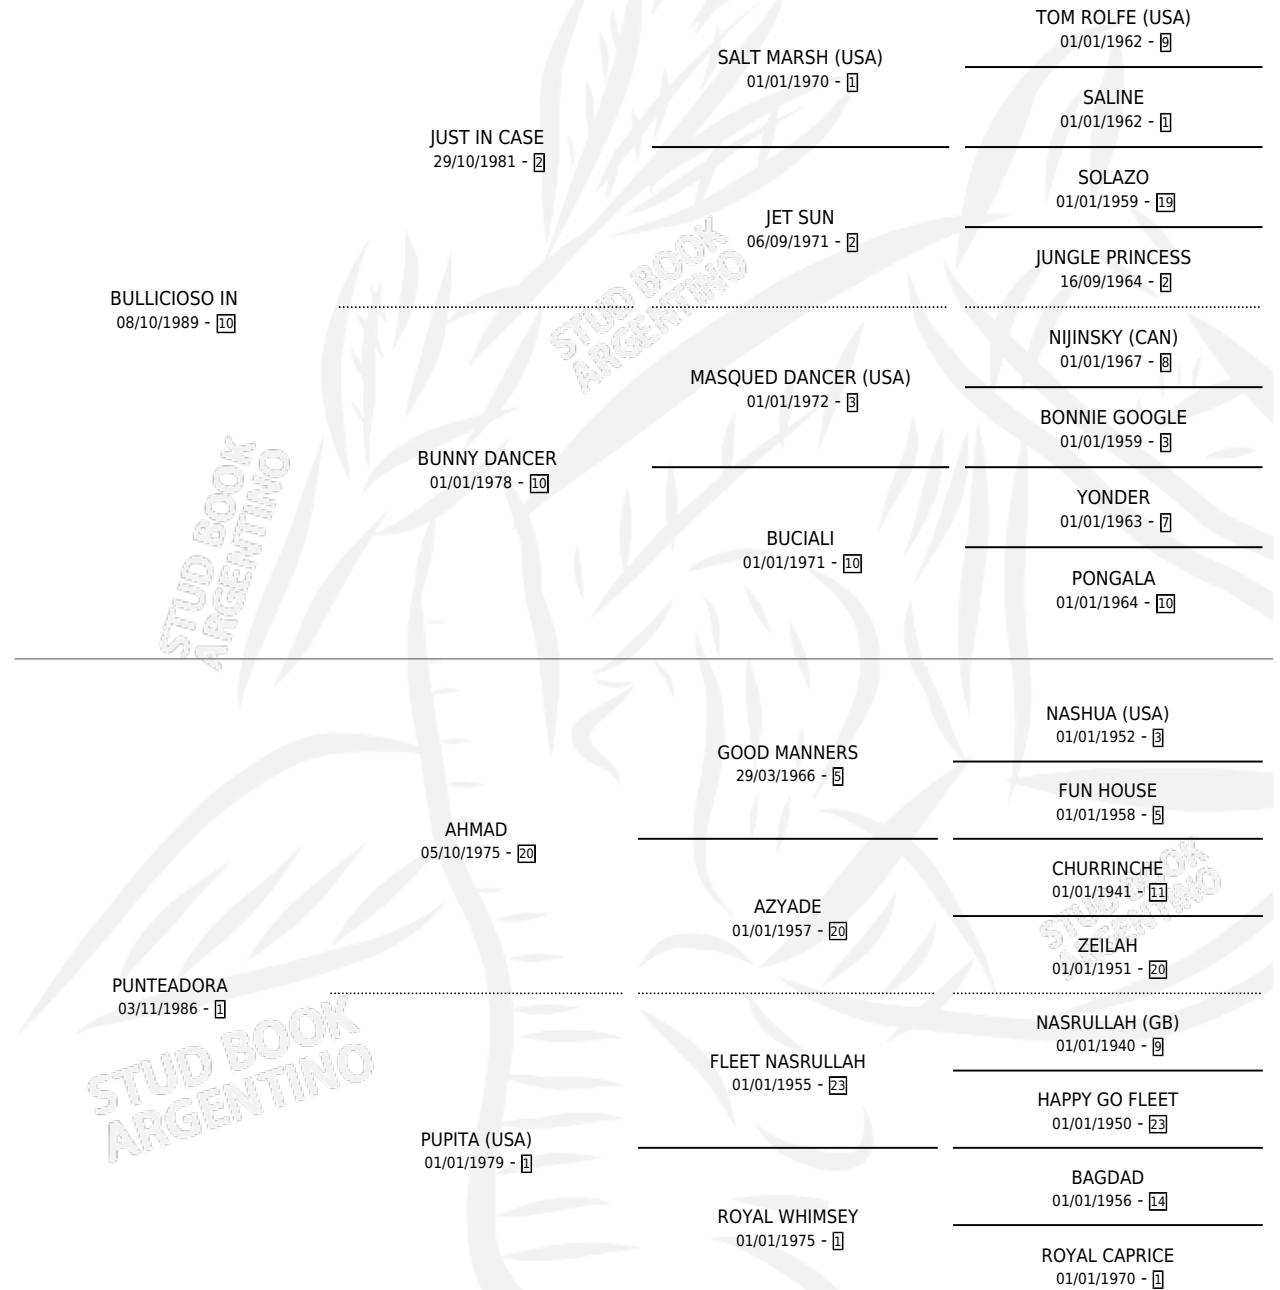 TOM ROLFE (USA)
01/01/1962 - 9
SALT MARSH (USA)
01/01/1970 - 1
SALINE
01/01/1962 - 1
JUST IN CASE
29/10/1981 - 2
SOLAZO
01/01/1959 - 19
JET SUN
06/09/1971 - 2
JUNGLE PRINCESS
16/09/1964 - 2
BULLICIOSO IN
08/10/1989 - 10
STUD BOOK
ARGENTINO
NIJINSKY (CAN)
01/01/1967 - 8
MASQUED DANCER (USA)
01/01/1972 - 3
BONNIE GOOGLE
01/01/1959 - 3
BUNNY DANCER
01/01/1978 - 10
YONDER
01/01/1963 - 7
BUCIALI
01/01/1971 - 10
PONGALA
01/01/1964 - 10
STUD BOOK
ARGENTINO
NASHUA (USA)
01/01/1952 - 3
GOOD MANNERS
29/03/1966 - 5
FUN HOUSE
01/01/1958 - 5
AHMAD
05/10/1975 - 20
CHURRINCHE
01/01/1941 - 11
AZYADE
01/01/1957 - 20
STUD BOOK
ARGENTINO
ZEILAH
01/01/1951 - 20
PUNTEADORA
03/11/1986 - 1
NASRULLAH (GB)
01/01/1940 - 9
FLEET NASRULLAH
01/01/1955 - 23
STUD BOOK
ARGENTINO
HAPPY GO FLEET
01/01/1950 - 23
PUPITA (USA)
01/01/1979 - 1
BAGDAD
01/01/1956 - 14
ROYAL WHIMSEY
01/01/1975 - 1
ROYAL CAPRICE
01/01/1970 - 1